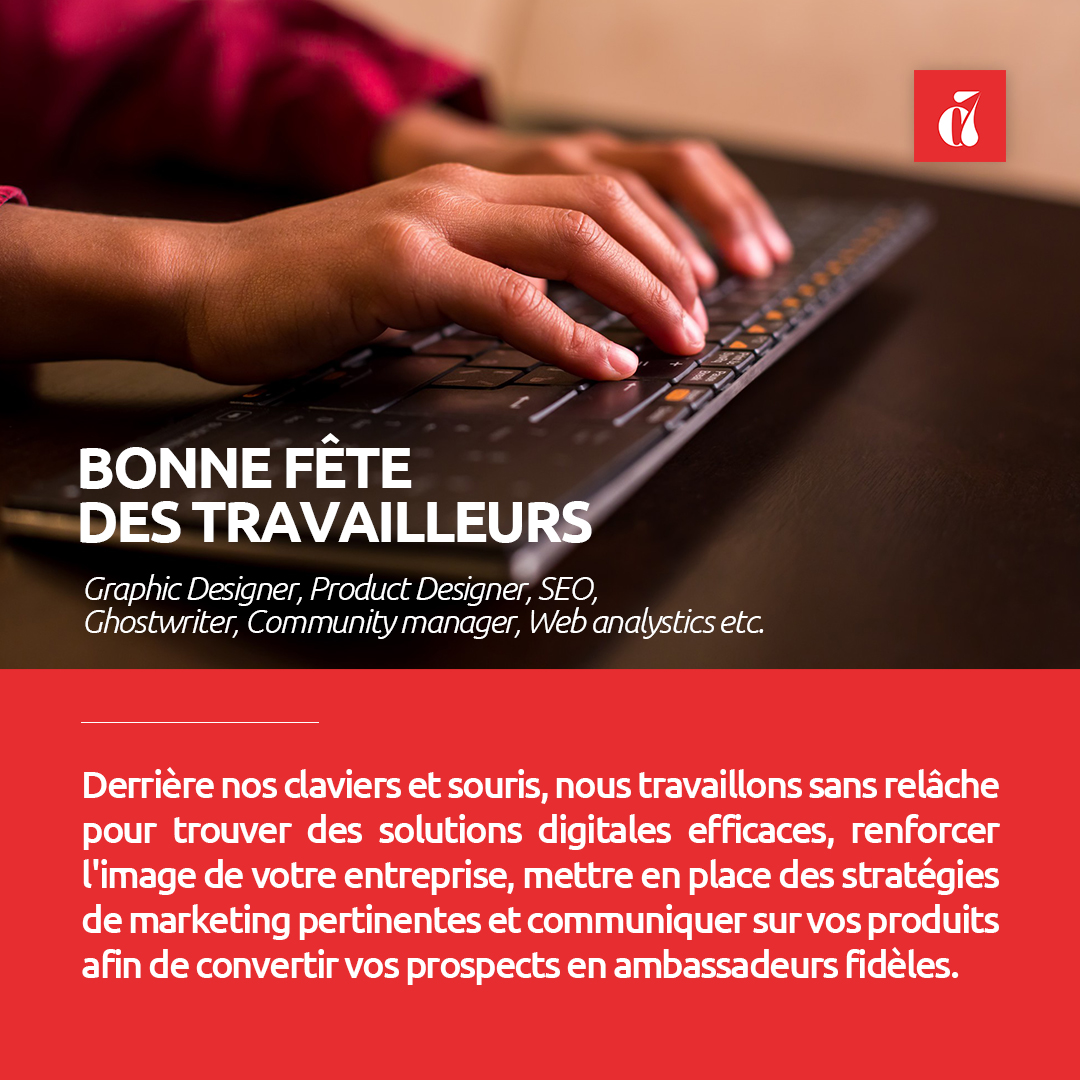 BONNE FÊTE
DES TRAVAILLEURS
Graphic Designer, Product Designer, SEO,
Ghostwriter, Community manager, Web analystics etc.
Derrière nos claviers et souris, nous travaillons sans relâche
pour trouver des solutions digitales efficaces, renforcer
l'image de votre entreprise, mettre en place des stratégies
de marketing pertinentes et communiquer sur vos produits
afin de convertir vos prospects en ambassadeurs fidèles.